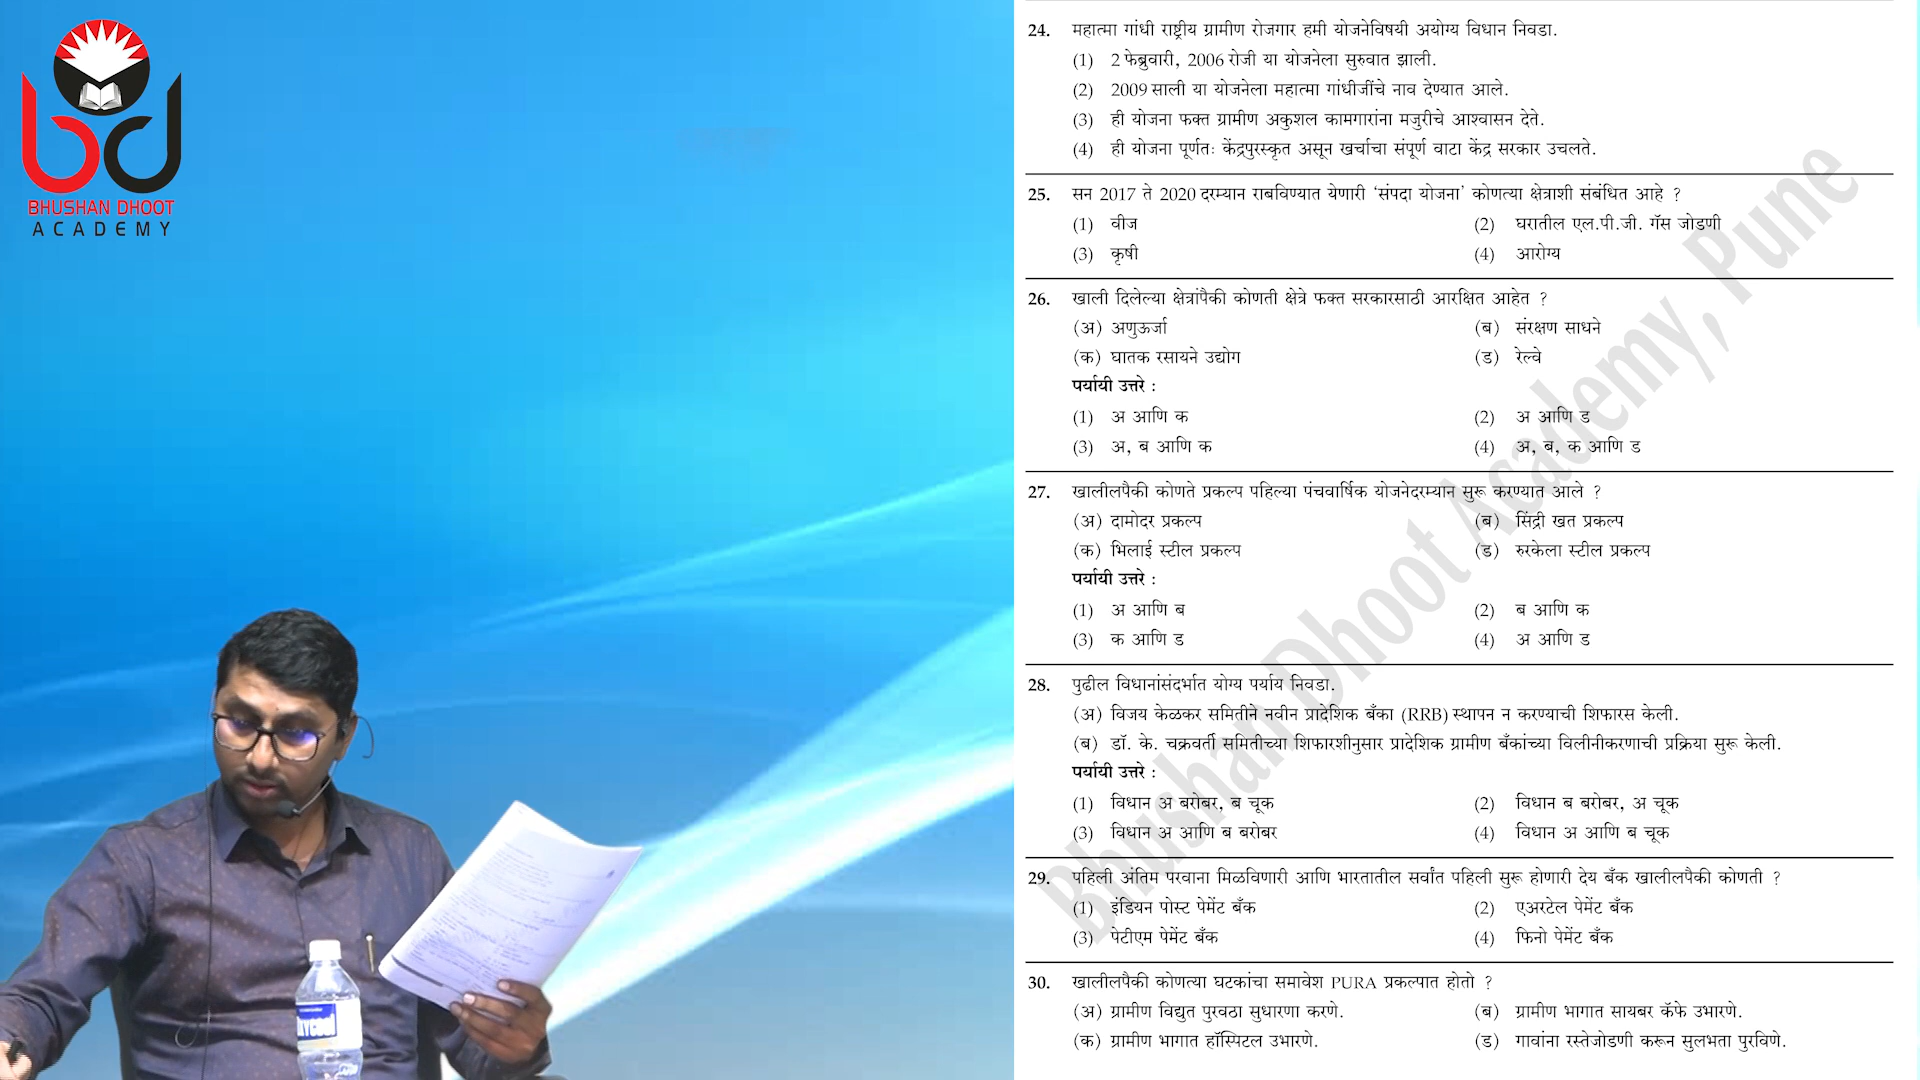 BHUSHAN DHOOT
ACADEMY
24. महात्मा गांधी राष्ट्रीय ग्रामीण रोजगार हमी योजनेविषयी अयोग्य विधान निवडा.
(1) 2 फेब्रुवारी, 2006 रोजी या योजनेला सुरुवात झाली.
(2) 2009 साली या योजनेला महात्मा गांधीजींचे नाव देण्यात आले.
(3) ही योजना फक्त ग्रामीण अकुशल कामगारांना मजुरीचे आश्वासन देते.
(4) ही योजना पूर्णतः केंद्रपुरस्कृत असून खर्चाचा संपूर्ण वाटा केंद्र सरकार उचलते.
25. सन 2017 ते 2020 दरम्यान राबविण्यात येणारी ‘संपदा योजना’ कोणत्या क्षेत्राशी संबंधित आहे ?
(1) वीज (2) घरातील एल.पी.जी. गॅस जोडणी
(3) कृषी (4) आरोग्य
26. खाली दिलेल्या क्षेत्रांपैकी कोणती क्षेत्रे फक्त सरकारसाठी आरक्षित आहेत ?
(अ) अणुऊर्जा (ब) संरक्षण साधने
(क) घातक रसायने उद्योग (ड) रेल्वे
पर्यायी उत्तरे :
(1) अ आणि क (2) अ आणि ड
(3) अ, ब आणि क (4) अ, ब, क आणि ड
27. खालीलपैकी कोणते प्रकल्प पहिल्या पंचवार्षिक योजनेदरम्यान सुरू करण्यात आले ?
(अ) दामोदर प्रकल्प (ब) सिंद्री खत प्रकल्प
(क) भिलाई स्टील प्रकल्प (ड) रुरकेला स्टील प्रकल्प
पर्यायी उत्तरे :
(1) अ आणि ब (2) ब आणि क
(3) क आणि ड (4) अ आणि ड
28. पुढील विधानांसंदर्भात योग्य पर्याय निवडा.
(अ) विजय केळकर समितीने नवीन प्रादेशिक बँका (RRB) स्थापन न करण्याची शिफारस केली.
(ब) डॉ. के. चक्रवर्ती समितीच्या शिफारशीनुसार प्रादेशिक ग्रामीण बँकांच्या विलीनीकरणाची प्रक्रिया सुरू केली.
पर्यायी उत्तरे :
(1) विधान अ बरोबर, ब चूक (2) विधान ब बरोबर, अ चूक
(3) विधान अ आणि ब बरोबर (4) विधान अ आणि ब चूक
29. पहिली अंतिम परवाना मिळविणारी आणि भारतातील सर्वांत पहिली सुरू होणारी देय बँक खालीलपैकी कोणती ?
(1) इंडियन पोस्ट पेमेंट बँक (2) एअरटेल पेमेंट बँक
(3) पेटीएम पेमेंट बँक (4) फिनो पेमेंट बँक
30. खालीलपैकी कोणत्या घटकांचा समावेश PURA प्रकल्पात होतो ?
(अ) ग्रामीण विद्युत पुरवठा सुधारणा करणे. (ब) ग्रामीण भागात सायबर कॅफे उभारणे.
(क) ग्रामीण भागात हॉस्पिटल उभारणे. (ड) गावांना रस्तेजोडणी करून सुलभता पुरविणे.
Bhushan Dhoot Academy, Pune